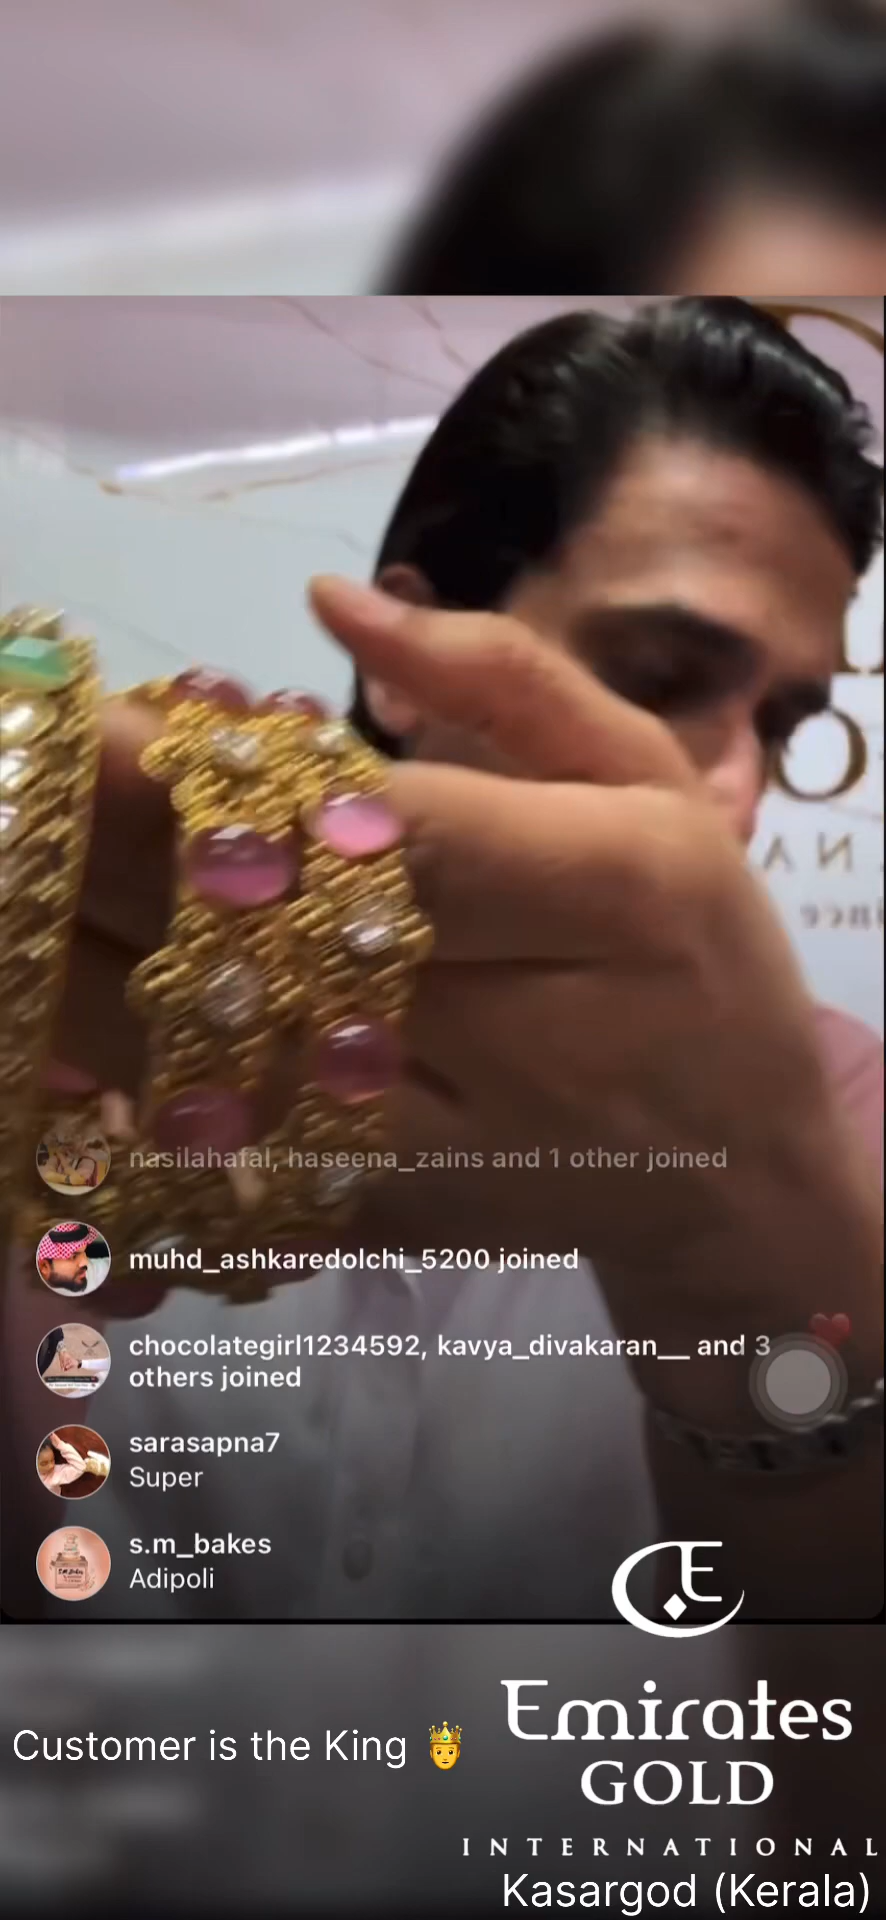 nasilahafal, haseena_zains and 1 other joined
muhd_ashkaredolchi_5200 joined
chocolategirl1234592, kavya_divakaran__ and 3
others joined
sarasapna7
Super
s.m_bakes
Adipoli
Customer is the King 🤴
Emirates
GOLD
INTERNATIONAL
Kasargod (Kerala)